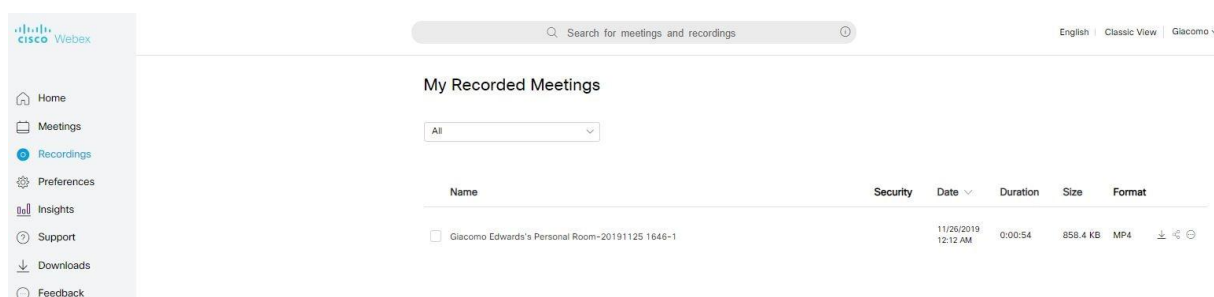 cisco Webex
Search for meetings and recordings
English Classic View Giacomo
Home
Meetings
Recordings
Preferences
Insights
Support
Downloads
Feedback
My Recorded Meetings
All
Name Security Date Duration Size Format
Giacomo Edwards's Personal Room-20191125 1646-1 11/26/2019 0:00:54 858.4 KB MP4
12:12 AM